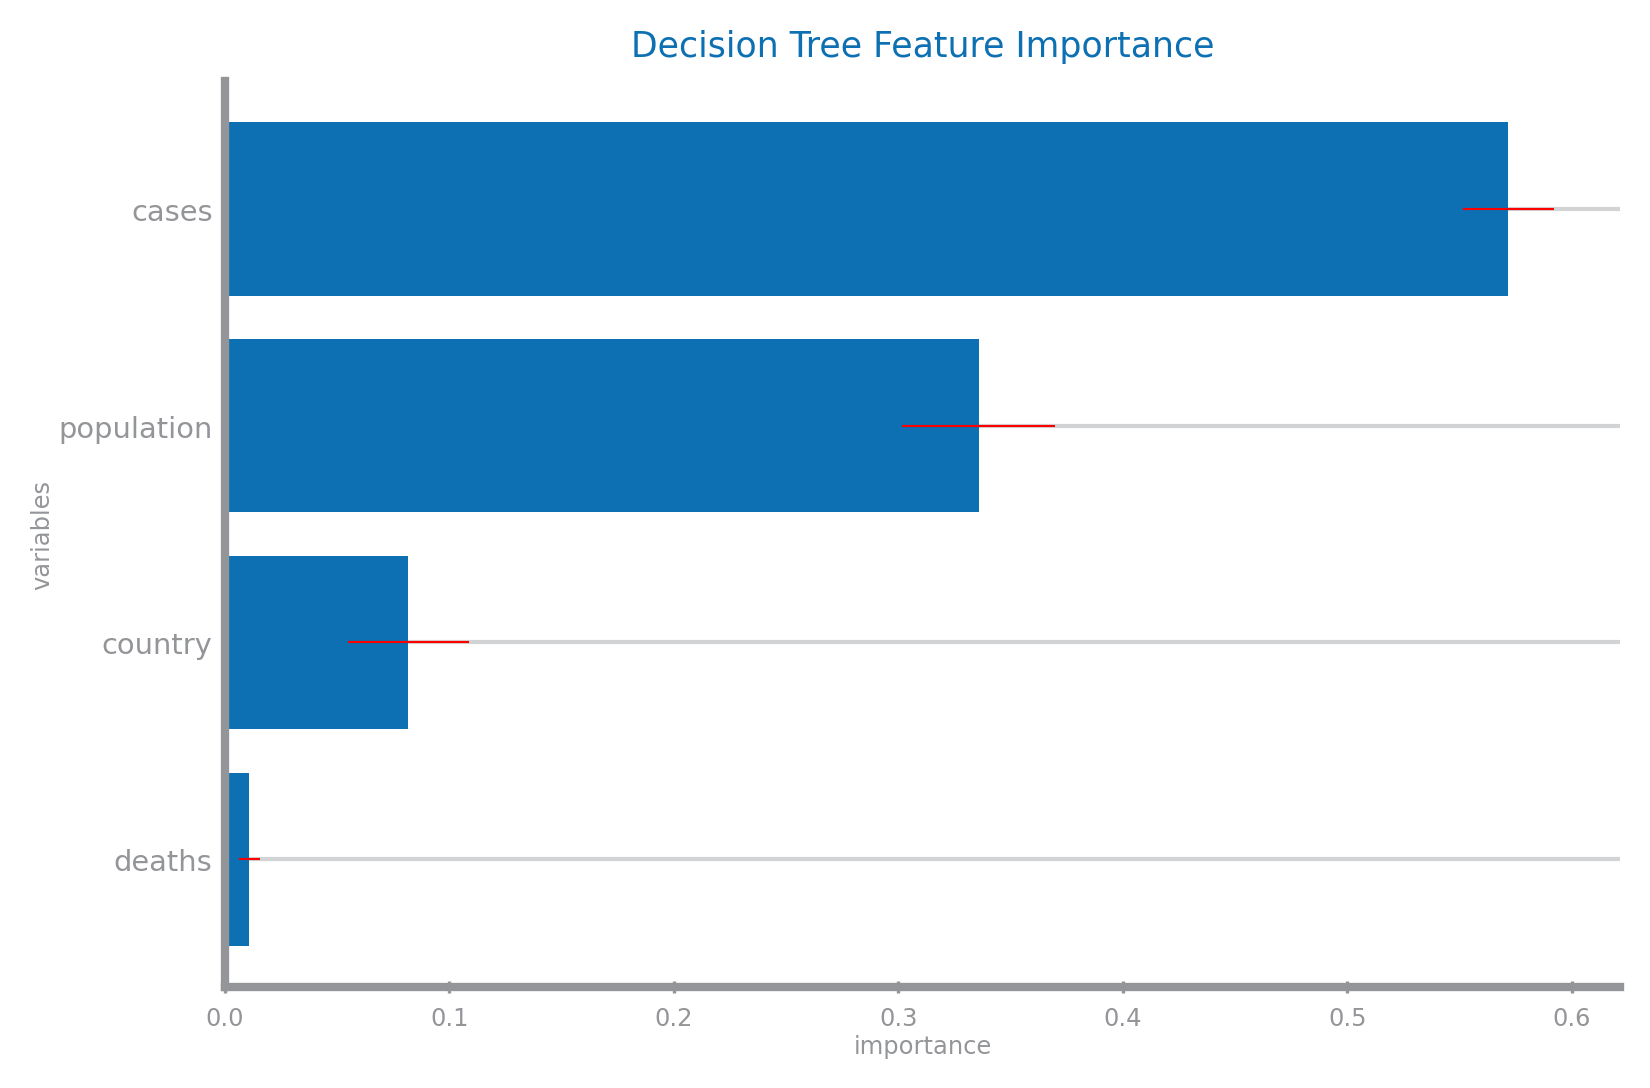 Decision Tree Feature Importance
cases
population
country
deaths
variables
0.0 0.1 0.2 0.3 0.4 0.5 0.6
importance